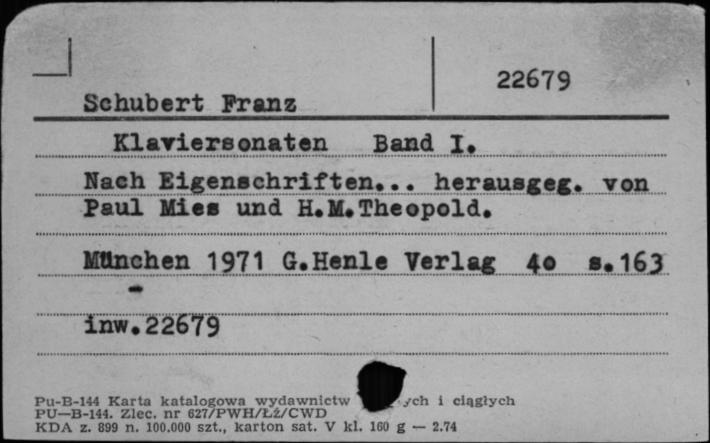 22679
Schubert Franz
Klaviersonaten Band I.
Nach Eigenschriften... herausgeg. von
Paul Mies und H.M.Theopold.
München 1971 G.Henle Verlag 4o s.163
-
inw.22679
Pu-B-144 Karta katalogowa wydawnictw i ciągłych
PU—B-144. Zlec. nr 627/PWH/ŁŻ/CWD
KDA z. 899 n. 100.000 szt., karton sat. V kl. 160 g — 2.74